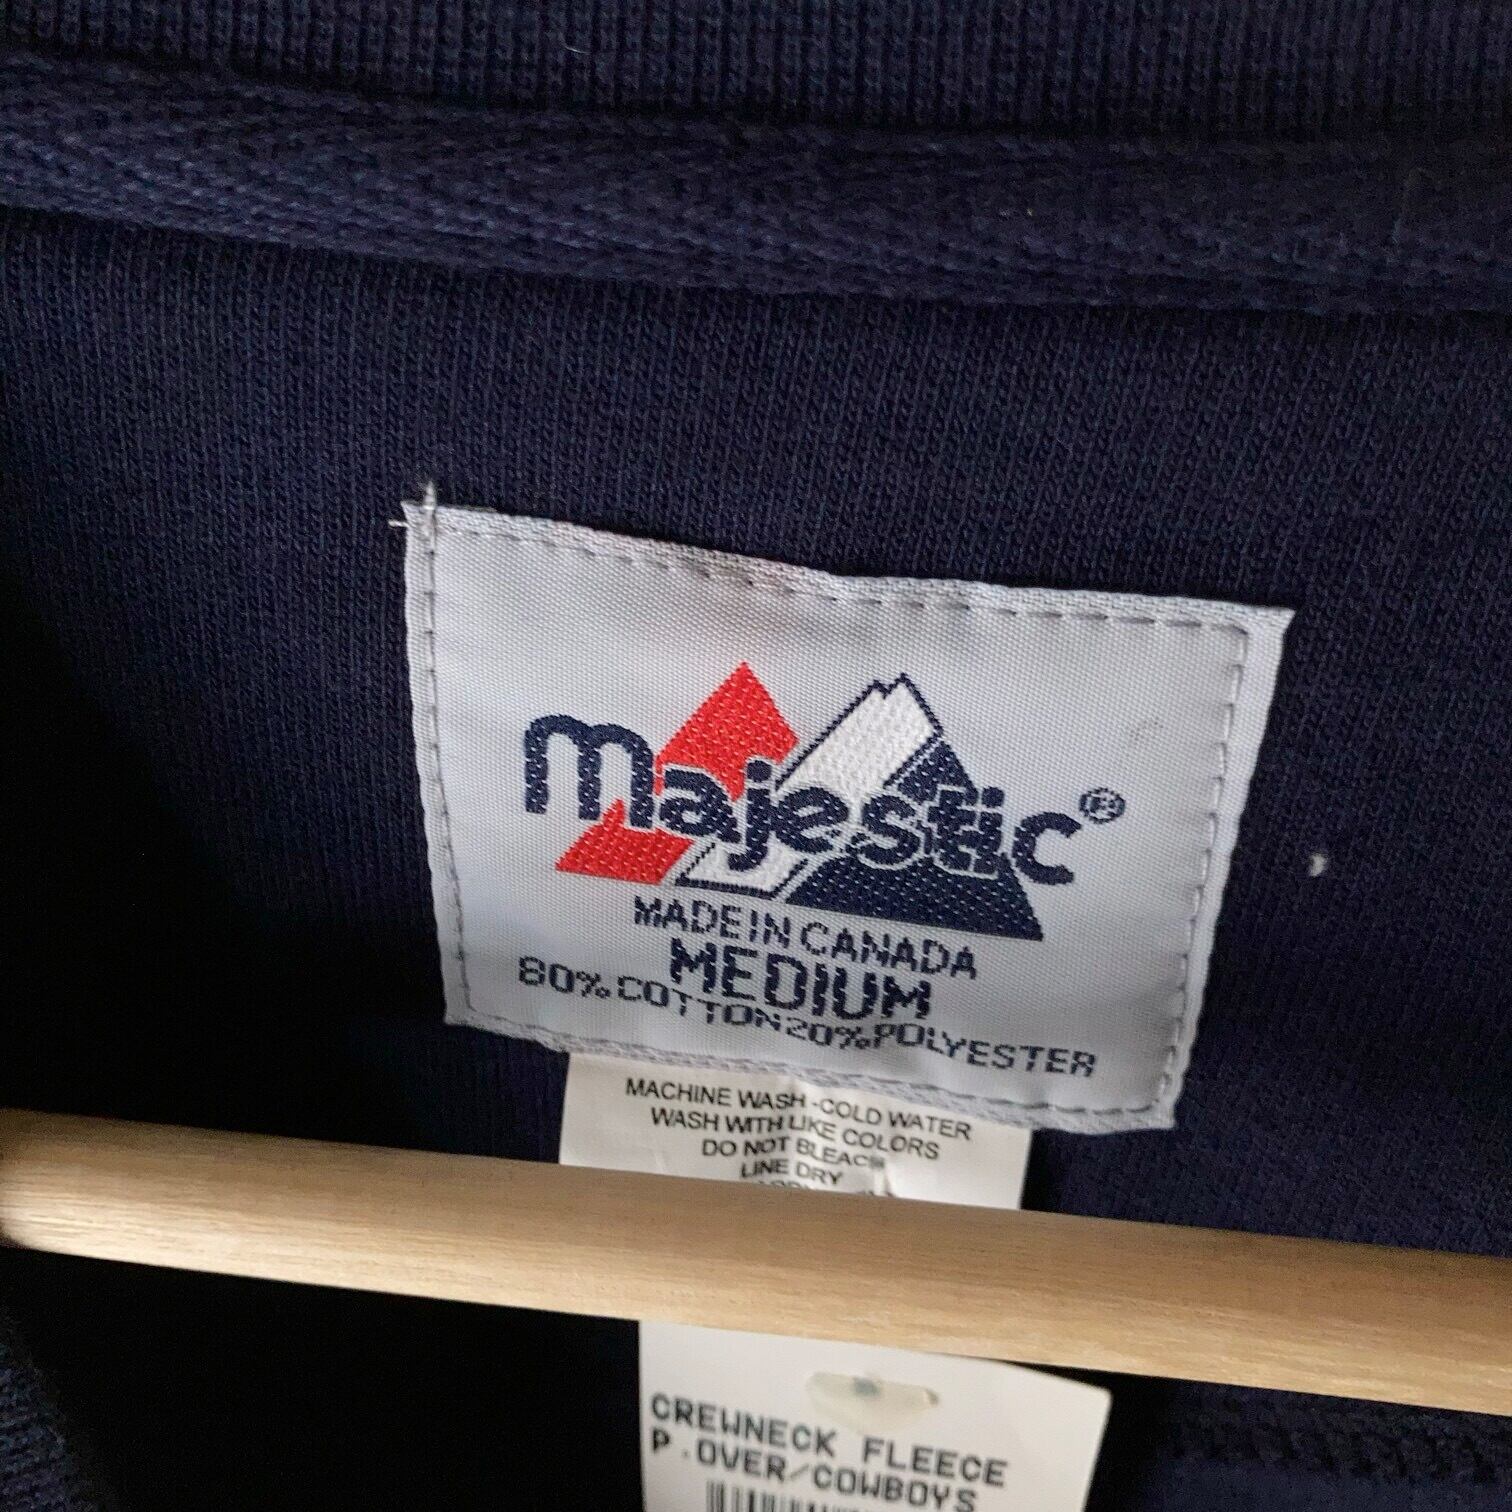 majestic®
MADE IN CANADA
MEDIUM
80% COTTON 20% POLYESTER
MACHINE WASH-COLD WATER
WASH WITH LIKE COLORS
DO NOT BLEACH
LINE DRY
CREWNECK FLEECE
P.OVER/COWBOYS